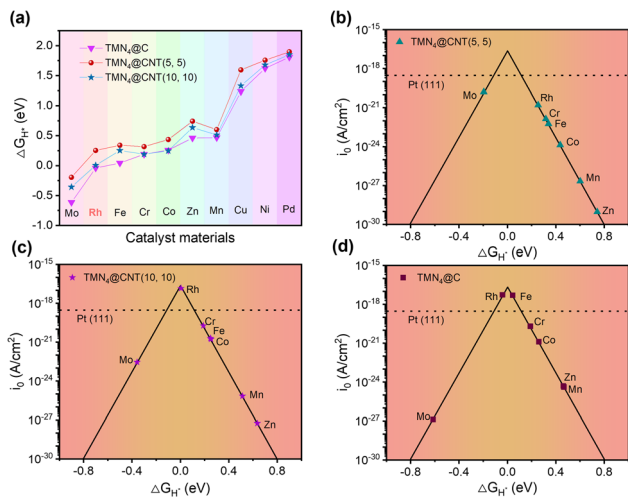 (a)
TMN₄@C
TMN₄@CNT(5, 5)
TMN₄@CNT(10, 10)
2.0
1.5
1.0
0.5
0.0
-0.5
-1.0
ΔG_H* (eV)
Mo Rh Fe Cr Co Zn Mn Cu Ni Pd
Catalyst materials
(b)
TMN₄@CNT(5, 5)
10⁻¹⁵
10⁻¹⁸
10⁻²¹
10⁻²⁴
10⁻²⁷
10⁻³⁰
i₀ (A/cm²)
Pt (111)
Mo
Rh
Cr
Fe
Co
Mn
Zn
-0.8 -0.4 0.0 0.4 0.8
ΔG_H* (eV)
(c)
TMN₄@CNT(10, 10)
10⁻¹⁵
10⁻¹⁸
10⁻²¹
10⁻²⁴
10⁻²⁷
10⁻³⁰
i₀ (A/cm²)
Rh
Pt (111)
Cr
Fe
Co
Mo
Mn
Zn
-0.8 -0.4 0.0 0.4 0.8
ΔG_H* (eV)
(d)
TMN₄@C
10⁻¹⁵
10⁻¹⁸
10⁻²¹
10⁻²⁴
10⁻²⁷
10⁻³⁰
i₀ (A/cm²)
Rh Fe
Pt (111)
Cr
Co
Zn
Mn
Mo
-0.8 -0.4 0.0 0.4 0.8
ΔG_H* (eV)